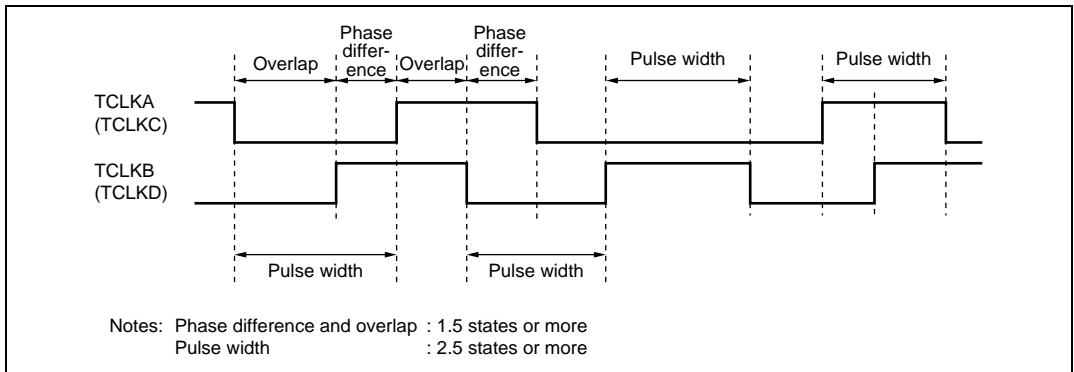 Phase
differ-
ence
Phase
differ-
ence
Overlap
Overlap
Pulse width
Pulse width
TCLKA
(TCLKC)
TCLKB
(TCLKD)
Pulse width
Pulse width
Notes: Phase difference and overlap : 1.5 states or more
Pulse width : 2.5 states or more